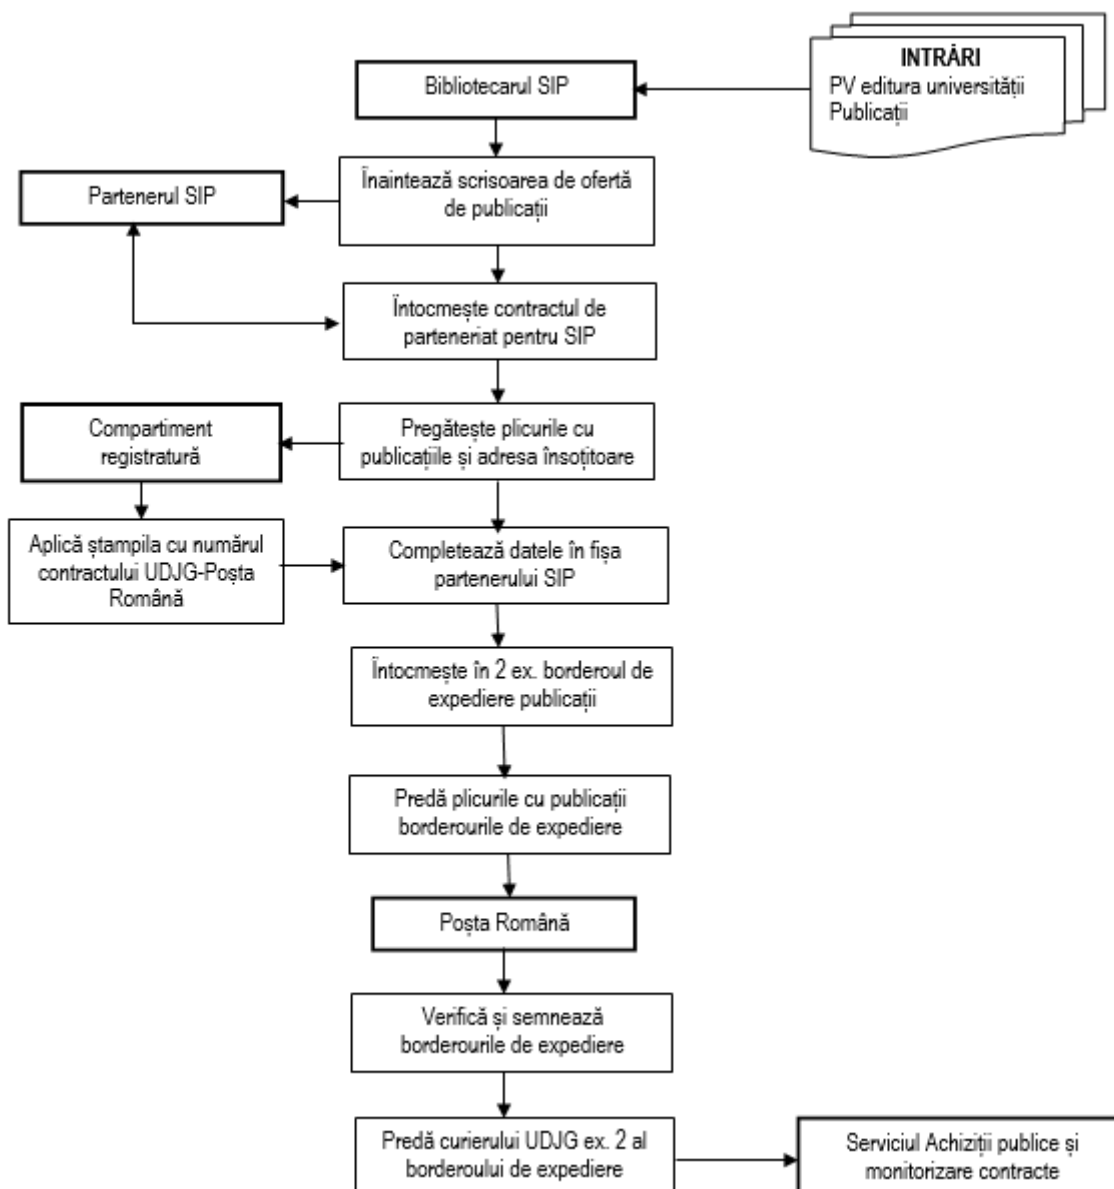 INTRĂRI
PV editura universității
Publicații
Bibliotecarul SIP
Înaintează scrisoarea de ofertă
de publicații
Partenerul SIP
Întocmește contractul de
parteneriat pentru SIP
Compartiment
registratură
Pregătește plicurile cu
publicațiile și adresa însoțitoare
Aplică ștampila cu numărul
contractului UDJG-Poșta
Română
Completează datele în fișa
partenerului SIP
Întocmește în 2 ex. borderoul de
expediere publicații
Predă plicurile cu publicații
borderourile de expediere
Poșta Română
Verifică și semnează
borderourile de expediere
Predă curierului UDJG ex. 2 al
borderoului de expediere
Serviciul Achiziții publice și
monitorizare contracte